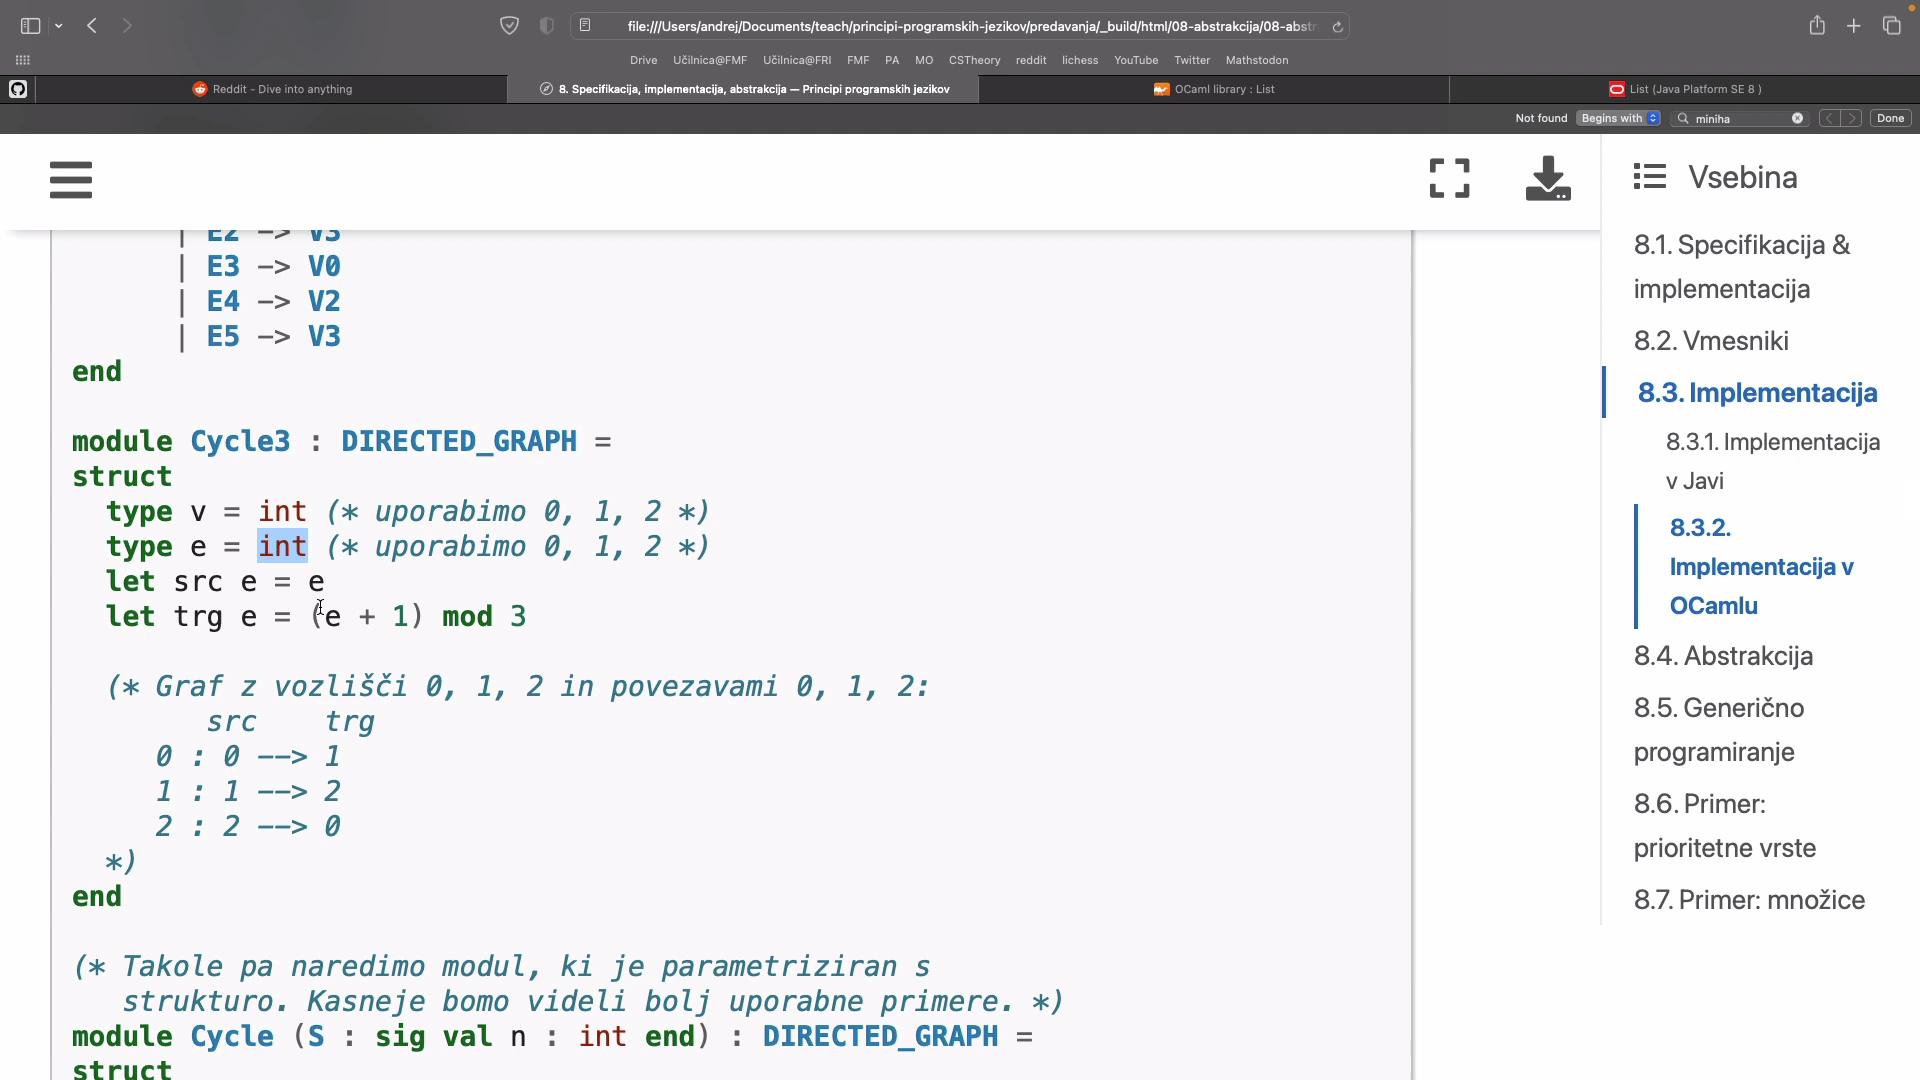 file:///Users/andrej/Documents/teach/principi-programskih-jezikov/predavanja/_build/html/08-abstrakcija/08-abstr
Drive Učilnica@FMF Učilnica@FRI FMF PA MO CSTheory reddit lichess YouTube Twitter Mathstodon
Reddit - Dive into anything
8. Specifikacija, implementacija, abstrakcija — Principi programskih jezikov
OCaml library : List
List (Java Platform SE 8 )
Not found Begins with miniha Done
| E2 -> V3
| E3 -> V0
| E4 -> V2
| E5 -> V3
end
module Cycle3 : DIRECTED_GRAPH =
struct
type v = int (* uporabimo 0, 1, 2 *)
type e = int (* uporabimo 0, 1, 2 *)
let src e = e
let trg e = (e + 1) mod 3
(* Graf z vozlišči 0, 1, 2 in povezavami 0, 1, 2:
src trg
0 : 0 --> 1
1 : 1 --> 2
2 : 2 --> 0
*)
end
(* Takole pa naredimo modul, ki je parametriziran s
strukturo. Kasneje bomo videli bolj uporabne primere. *)
module Cycle (S : sig val n : int end) : DIRECTED_GRAPH =
struct
Vsebina
8.1. Specifikacija &
implementacija
8.2. Vmesniki
8.3. Implementacija
8.3.1. Implementacija
v Javi
8.3.2.
Implementacija v
OCamlu
8.4. Abstrakcija
8.5. Generično
programiranje
8.6. Primer:
prioritetne vrste
8.7. Primer: množice